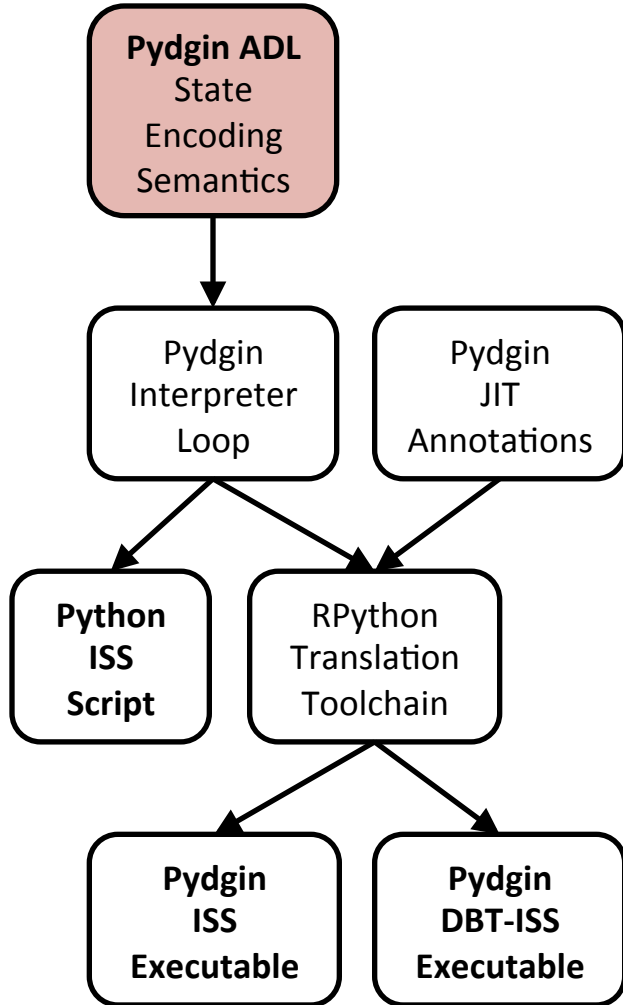 Pydgin ADL
State
Encoding
Semantics
Pydgin
Interpreter
Loop
Pydgin
JIT
Annotations
Python
ISS
Script
RPython
Translation
Toolchain
Pydgin
ISS
Executable
Pydgin
DBT-ISS
Executable